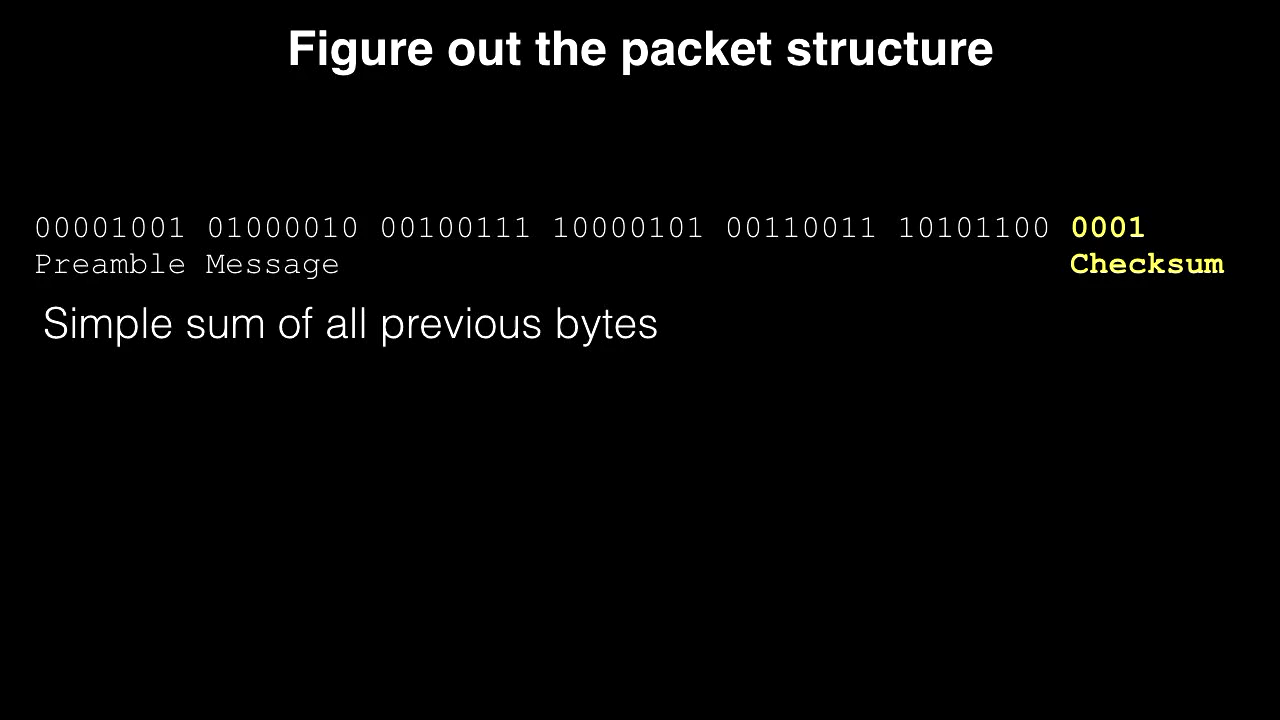 Figure out the packet structure
00001001 01000010 00100111 10000101 00110011 10101100 0001
Preamble Message Checksum
Simple sum of all previous bytes